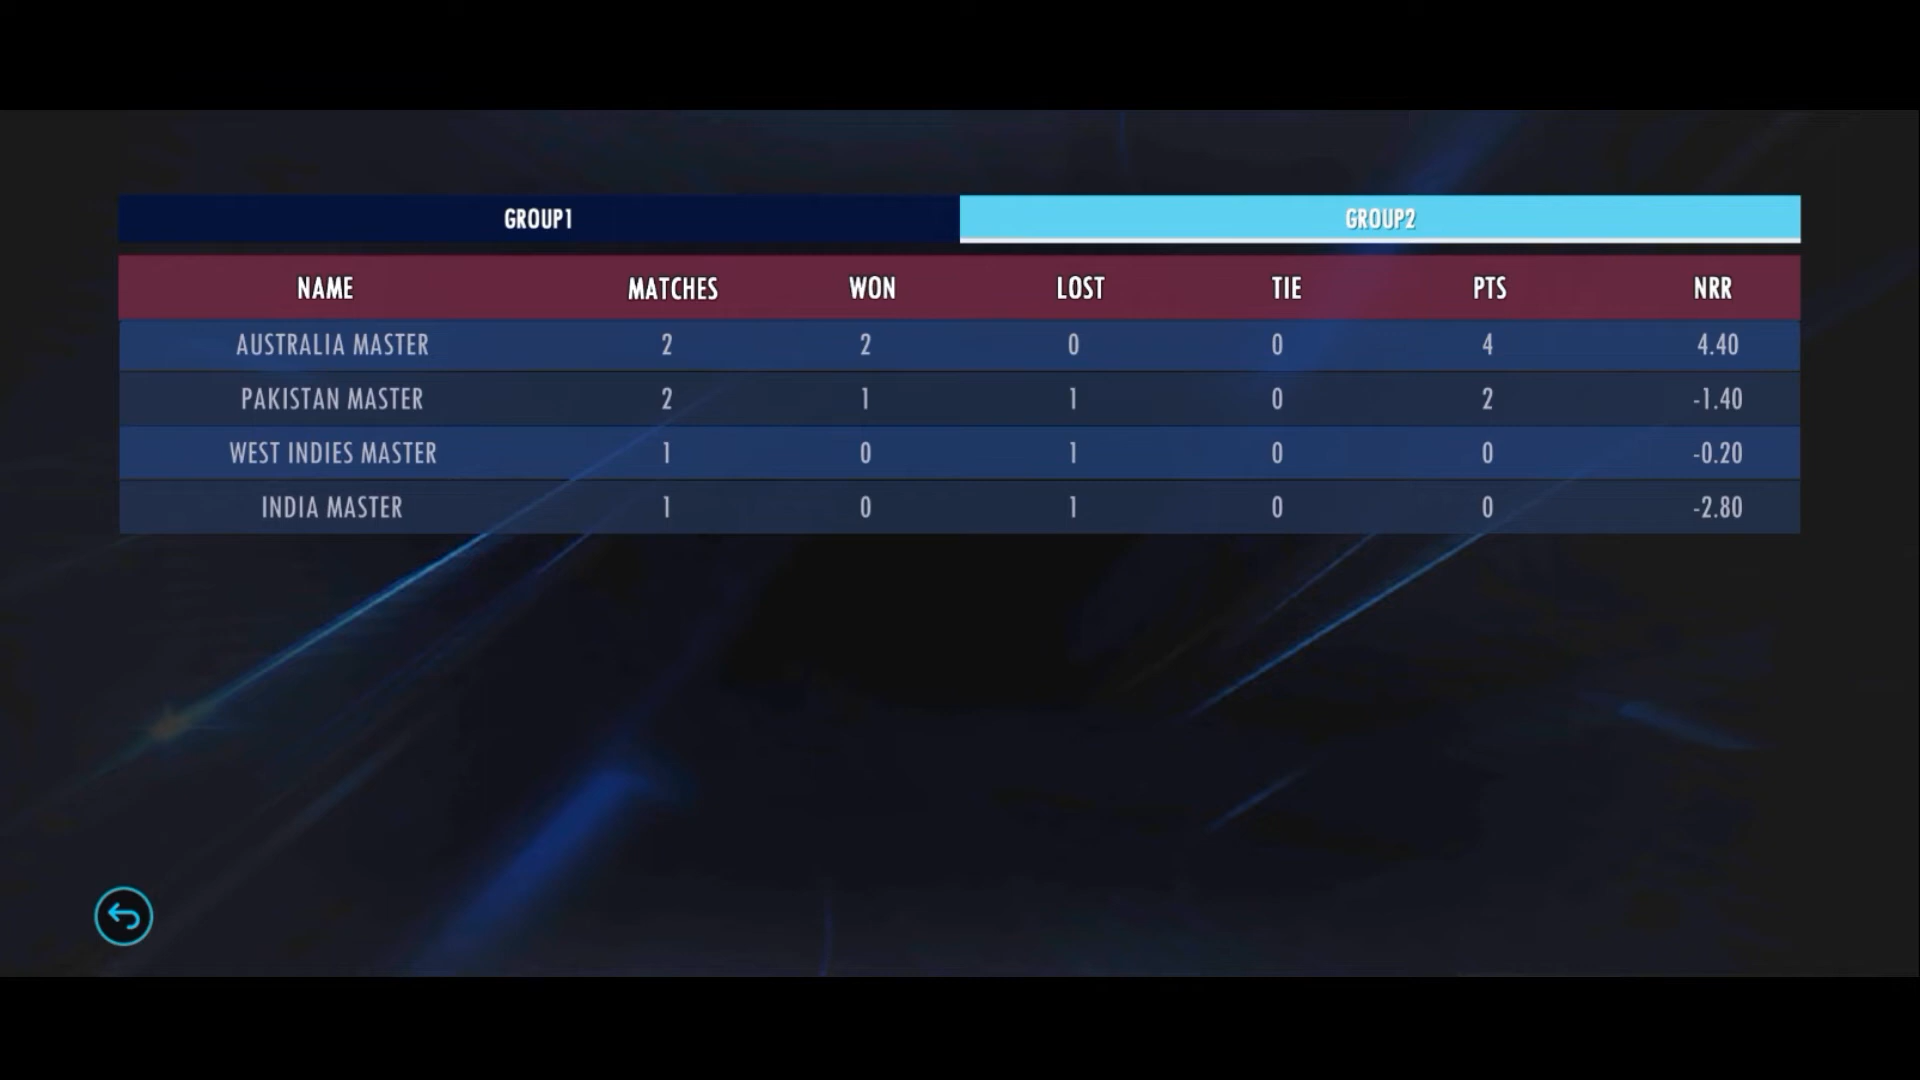 GROUP1 GROUP2
NAME MATCHES WON LOST TIE PTS NRR
AUSTRALIA MASTER 2 2 0 0 4 4.40
PAKISTAN MASTER 2 1 1 0 2 -1.40
WEST INDIES MASTER 1 0 1 0 0 -0.20
INDIA MASTER 1 0 1 0 0 -2.80